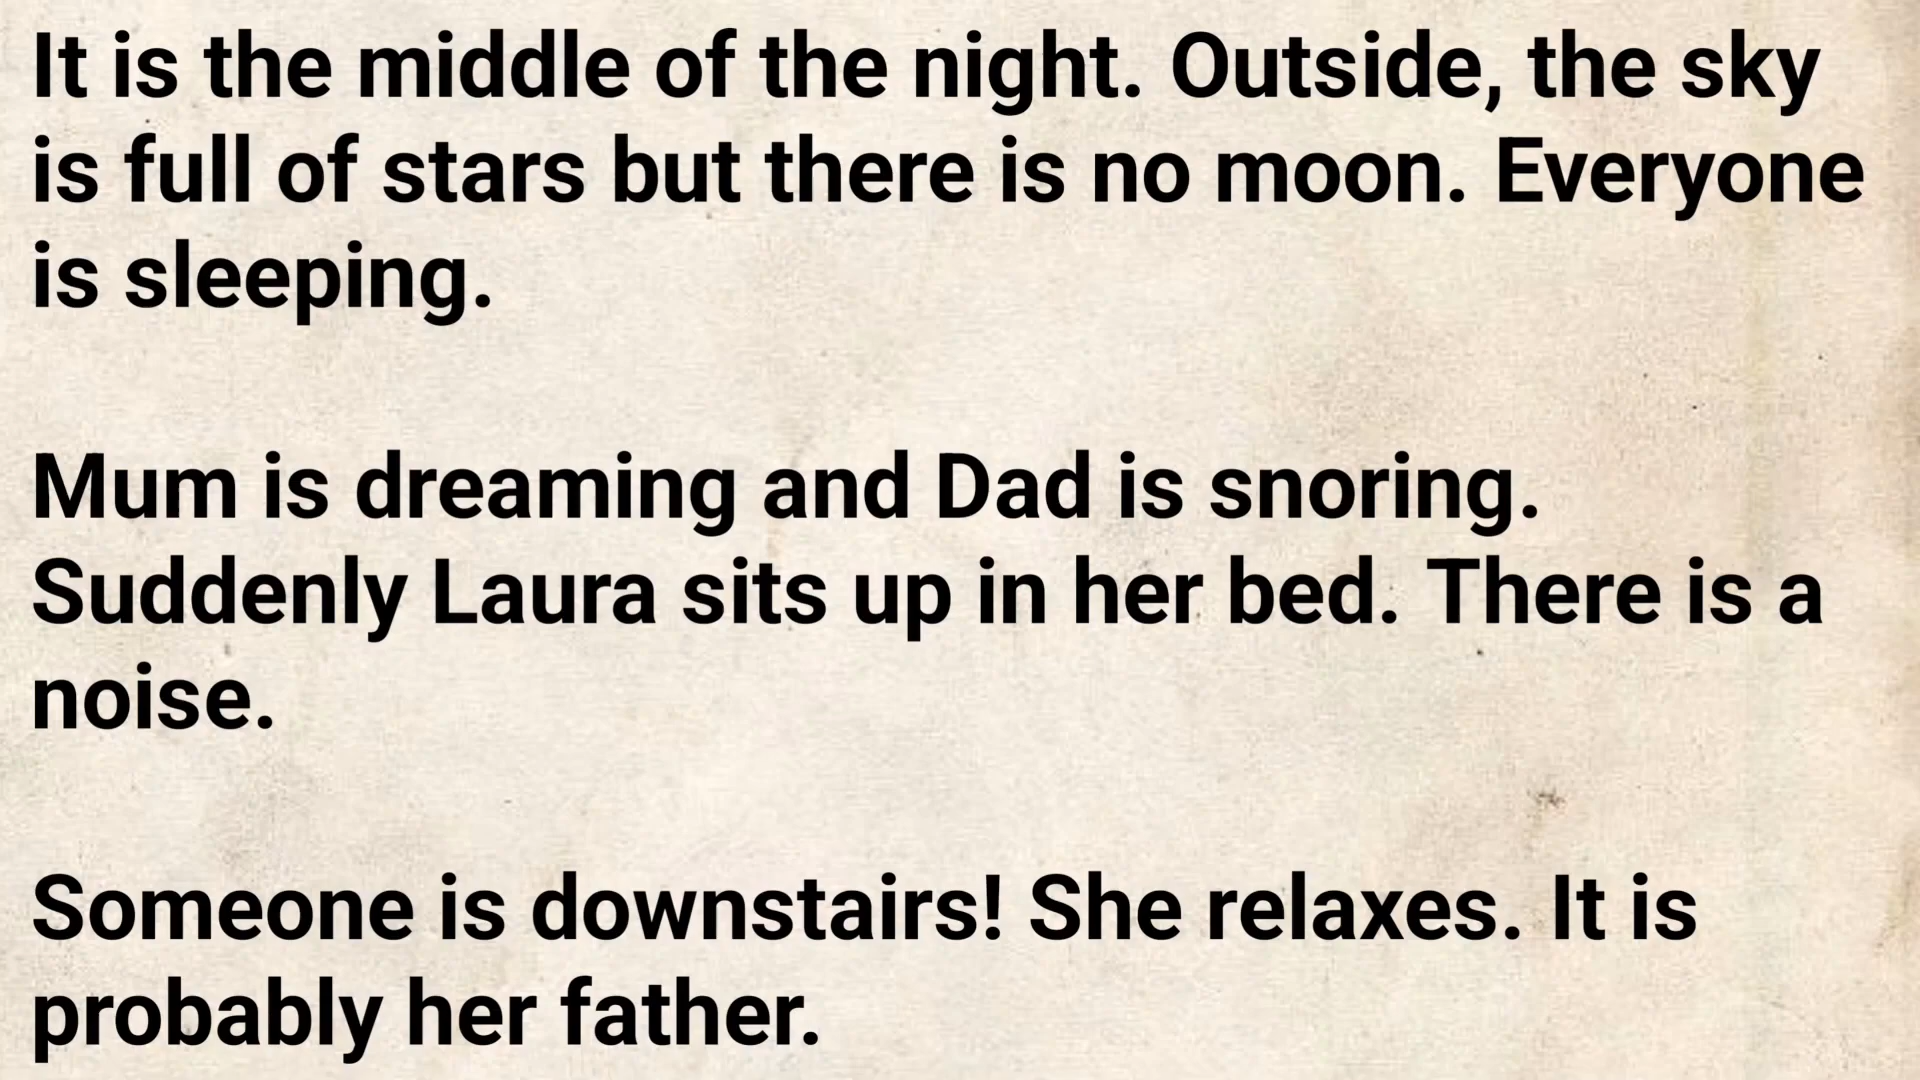 It is the middle of the night. Outside, the sky
is full of stars but there is no moon. Everyone
is sleeping.
Mum is dreaming and Dad is snoring.
Suddenly Laura sits up in her bed. There is a
noise.
Someone is downstairs! She relaxes. It is
probably her father.